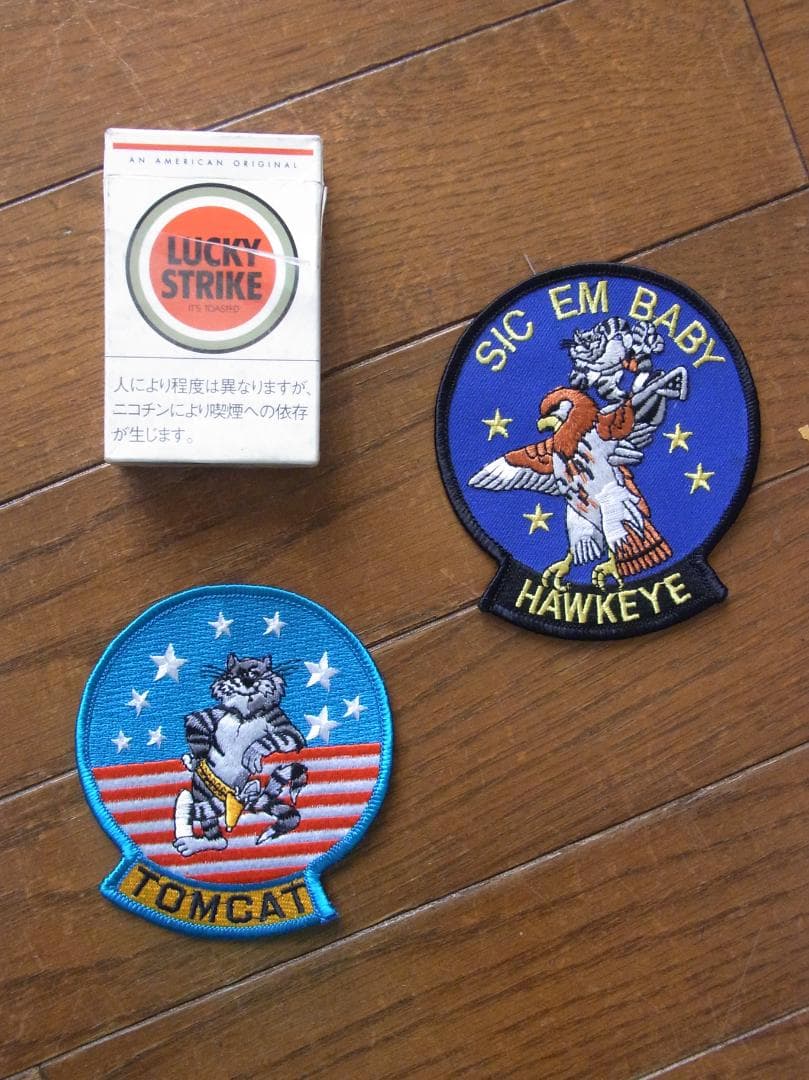 AN AMERICAN ORIGINAL
LUCKY
STRIKE
IT'S TOASTED
人により程度は異なりますが、
ニコチンにより喫煙への依存
が生じます。
SIC EM BABY
HAWKEYE
TOMCAT